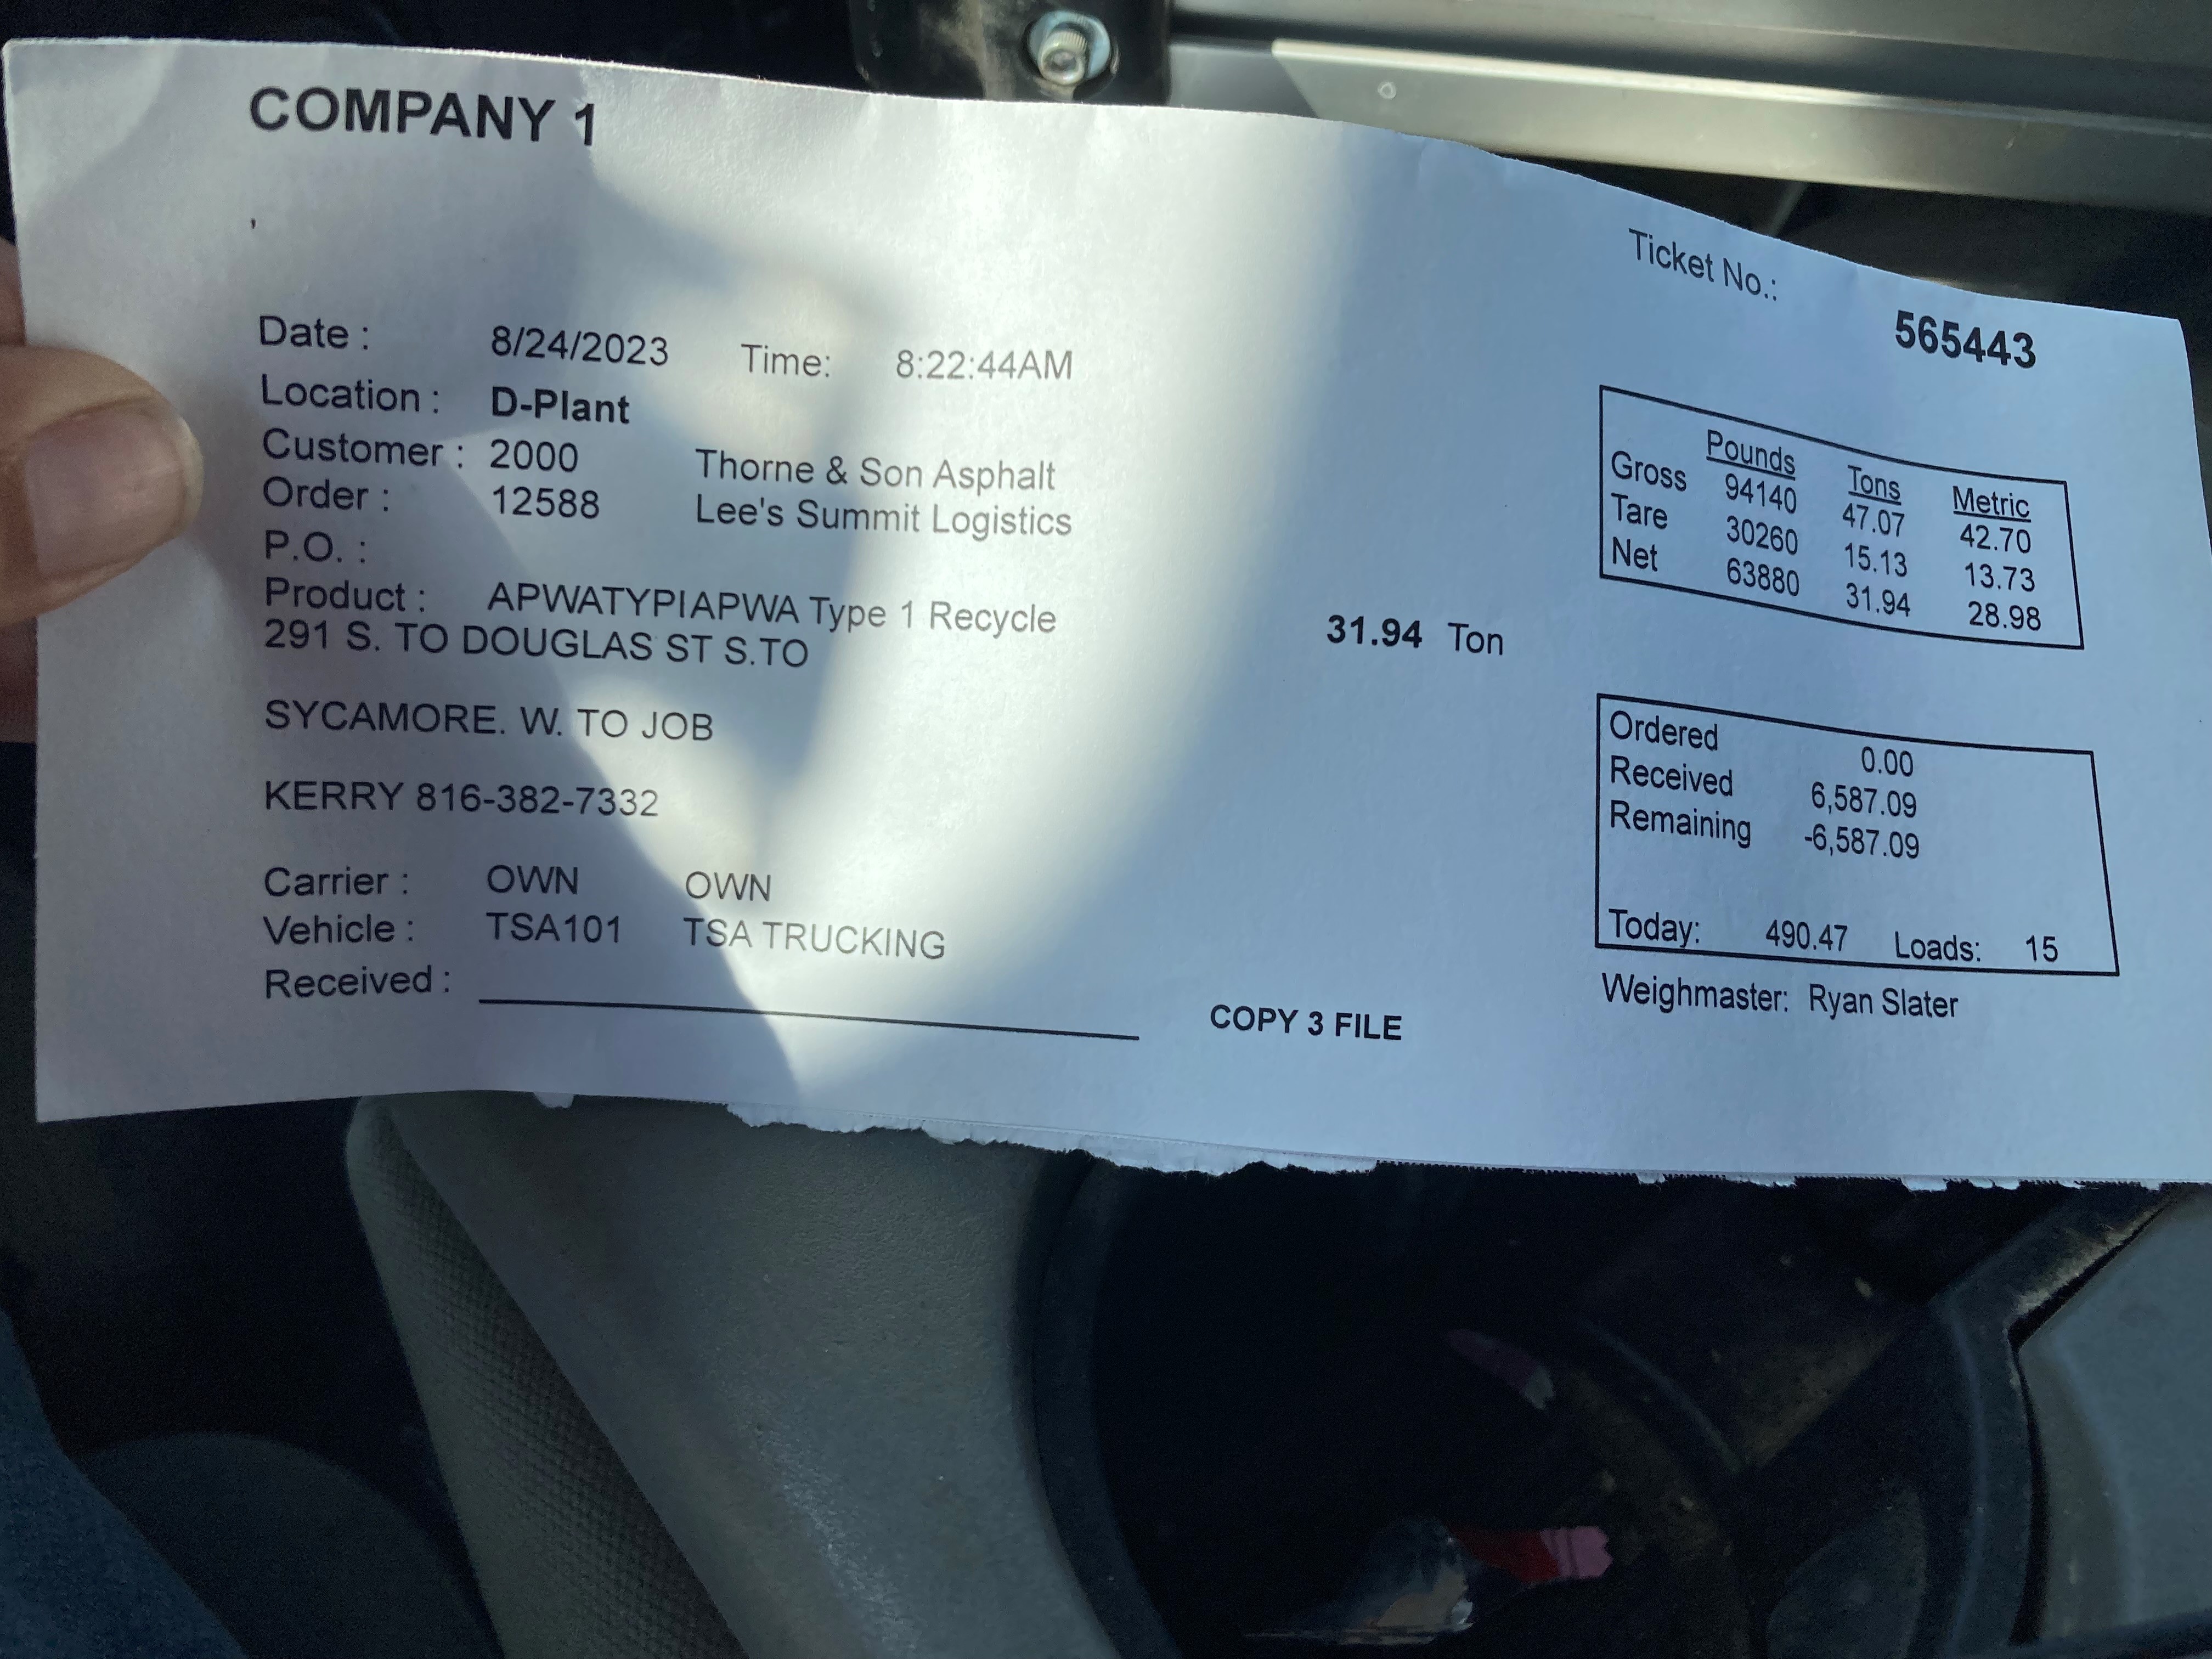 COMPANY 1
,
Ticket No.: 565443
Date : 8/24/2023 Time: 8:22:44AM
Location : D-Plant
Customer : 2000 Thorne & Son Asphalt
Order : 12588 Lee's Summit Logistics
P.O. :
Product : APWATYPIAPWA Type 1 Recycle 31.94 Ton
291 S. TO DOUGLAS ST S.TO
SYCAMORE. W. TO JOB
KERRY 816-382-7332
Carrier : OWN OWN
Vehicle : TSA101 TSA TRUCKING
Received :
COPY 3 FILE
Pounds Tons Metric
Gross 94140 47.07 42.70
Tare 30260 15.13 13.73
Net 63880 31.94 28.98
Ordered 0.00
Received 6,587.09
Remaining -6,587.09
Today: 490.47 Loads: 15
Weighmaster: Ryan Slater